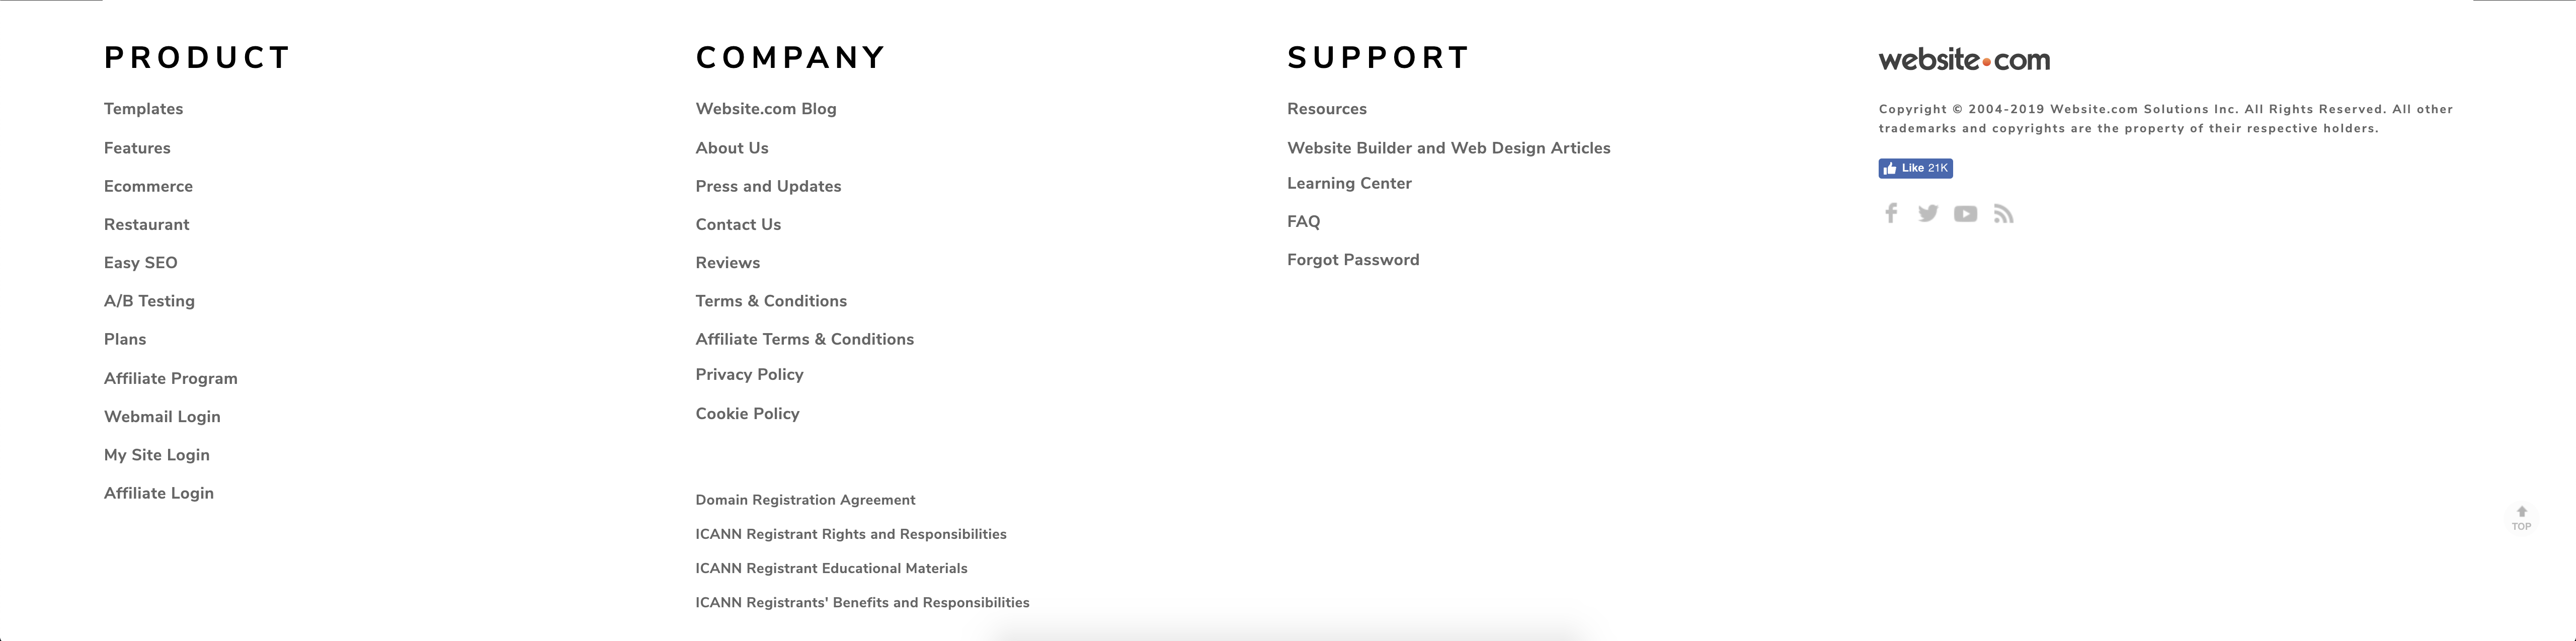 PRODUCT
Templates
Features
Ecommerce
Restaurant
Easy SEO
A/B Testing
Plans
Affiliate Program
Webmail Login
My Site Login
Affiliate Login
COMPANY
Website.com Blog
About Us
Press and Updates
Contact Us
Reviews
Terms & Conditions
Affiliate Terms & Conditions
Privacy Policy
Cookie Policy
Domain Registration Agreement
ICANN Registrant Rights and Responsibilities
ICANN Registrant Educational Materials
ICANN Registrants' Benefits and Responsibilities
SUPPORT
Resources
Website Builder and Web Design Articles
Learning Center
FAQ
Forgot Password
website•com
Copyright © 2004-2019 Website.com Solutions Inc. All Rights Reserved. All other
trademarks and copyrights are the property of their respective holders.
Like 21K
TOP